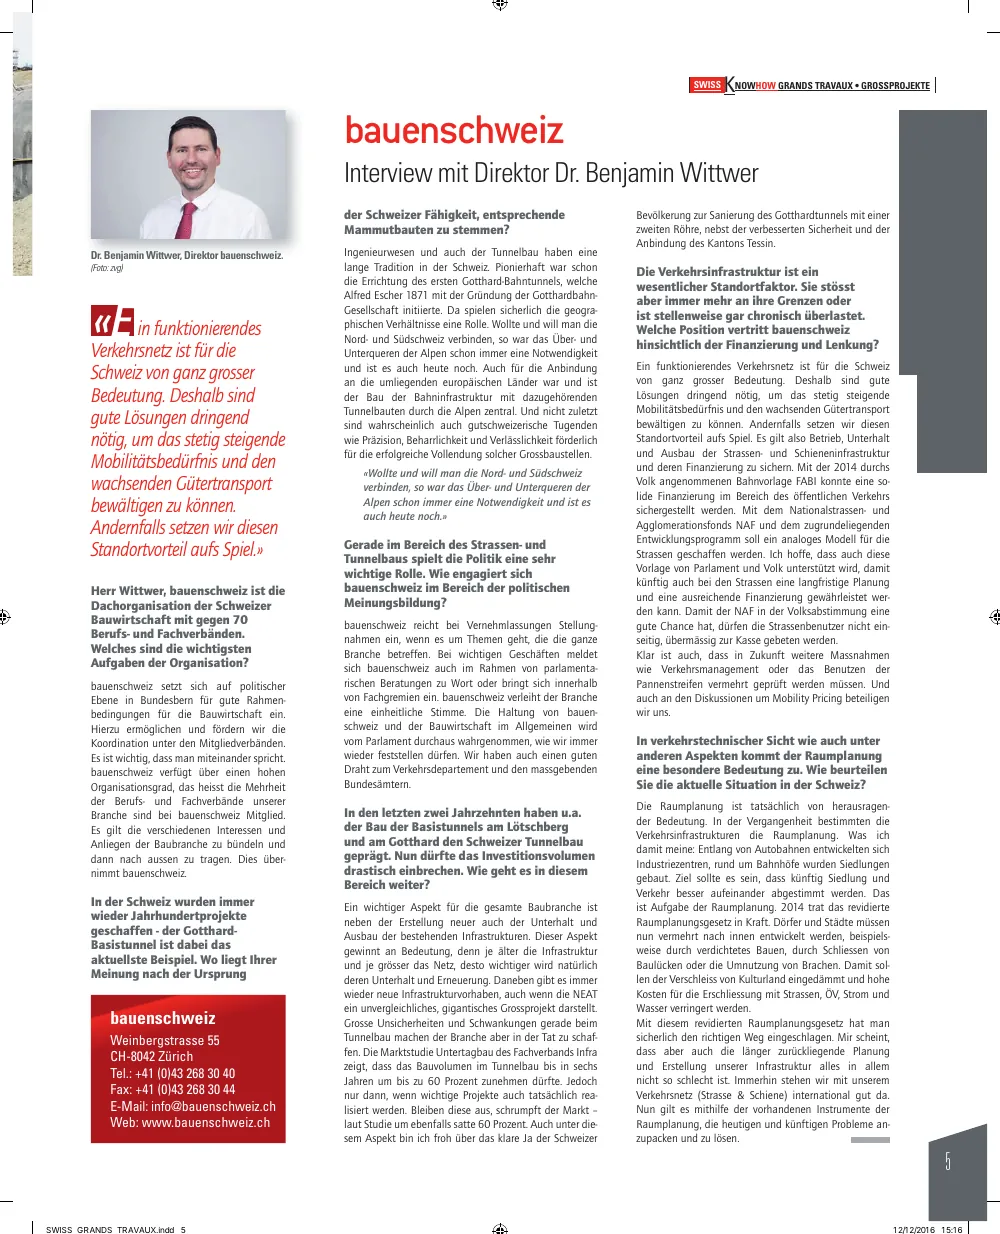 SWISS KNOWHOW GRANDS TRAVAUX • GROSSPROJEKTE
bauenschweiz
Interview mit Direktor Dr. Benjamin Wittwer
Dr. Benjamin Wittwer, Direktor bauenschweiz.
(Foto: zvg)
«Ein funktionierendes
Verkehrsnetz ist für die
Schweiz von ganz grosser
Bedeutung. Deshalb sind
gute Lösungen dringend
nötig, um das stetig steigende
Mobilitätsbedürfnis und den
wachsenden Gütertransport
bewältigen zu können.
Andernfalls setzen wir diesen
Standortvorteil aufs Spiel.»
Herr Wittwer, bauenschweiz ist die
Dachorganisation der Schweizer
Bauwirtschaft mit gegen 70
Berufs- und Fachverbänden.
Welches sind die wichtigsten
Aufgaben der Organisation?
bauenschweiz setzt sich auf politischer
Ebene in Bundesbern für gute Rahmen-
bedingungen für die Bauwirtschaft ein.
Hierzu ermöglichen und fördern wir die
Koordination unter den Mitgliedverbänden.
Es ist wichtig, dass man miteinander spricht.
bauenschweiz verfügt über einen hohen
Organisationsgrad, das heisst die Mehrheit
der Berufs- und Fachverbände unserer
Branche sind bei bauenschweiz Mitglied.
Es gilt die verschiedenen Interessen und
Anliegen der Baubranche zu bündeln und
dann nach aussen zu tragen. Dies über-
nimmt bauenschweiz.
In der Schweiz wurden immer
wieder Jahrhundertprojekte
geschaffen - der Gotthard-
Basistunnel ist dabei das
aktuellste Beispiel. Wo liegt Ihrer
Meinung nach der Ursprung
bauenschweiz
Weinbergstrasse 55
CH-8042 Zürich
Tel.: +41 (0)43 268 30 40
Fax: +41 (0)43 268 30 44
E-Mail: info@bauenschweiz.ch
Web: www.bauenschweiz.ch
der Schweizer Fähigkeit, entsprechende
Mammutbauten zu stemmen?
Ingenieurwesen und auch der Tunnelbau haben eine
lange Tradition in der Schweiz. Pionierhaft war schon
die Errichtung des ersten Gotthard-Bahntunnels, welche
Alfred Escher 1871 mit der Gründung der Gotthardbahn-
Gesellschaft initiierte. Da spielen sicherlich die geogra-
phischen Verhältnisse eine Rolle. Wollte und will man die
Nord- und Südschweiz verbinden, so war das Über- und
Unterqueren der Alpen schon immer eine Notwendigkeit
und ist es auch heute noch. Auch für die Anbindung
an die umliegenden europäischen Länder war und ist
der Bau der Bahninfrastruktur mit dazugehörenden
Tunnelbauten durch die Alpen zentral. Und nicht zuletzt
sind wahrscheinlich auch gutschweizerische Tugenden
wie Präzision, Beharrlichkeit und Verlässlichkeit förderlich
für die erfolgreiche Vollendung solcher Grossbaustellen.
«Wollte und will man die Nord- und Südschweiz
verbinden, so war das Über- und Unterqueren der
Alpen schon immer eine Notwendigkeit und ist es
auch heute noch.»
Gerade im Bereich des Strassen- und
Tunnelbaus spielt die Politik eine sehr
wichtige Rolle. Wie engagiert sich
bauenschweiz im Bereich der politischen
Meinungsbildung?
bauenschweiz reicht bei Vernehmlassungen Stellung-
nahmen ein, wenn es um Themen geht, die die ganze
Branche betreffen. Bei wichtigen Geschäften meldet
sich bauenschweiz auch im Rahmen von parlamenta-
rischen Beratungen zu Wort oder bringt sich innerhalb
von Fachgremien ein. bauenschweiz verleiht der Branche
eine einheitliche Stimme. Die Haltung von bauen-
schweiz und der Bauwirtschaft im Allgemeinen wird
vom Parlament durchaus wahrgenommen, wie wir immer
wieder feststellen dürfen. Wir haben auch einen guten
Draht zum Verkehrsdepartement und den massgebenden
Bundesämtern.
In den letzten zwei Jahrzehnten haben u.a.
der Bau der Basistunnels am Lötschberg
und am Gotthard den Schweizer Tunnelbau
geprägt. Nun dürfte das Investitionsvolumen
drastisch einbrechen. Wie geht es in diesem
Bereich weiter?
Ein wichtiger Aspekt für die gesamte Baubranche ist
neben der Erstellung neuer auch der Unterhalt und
Ausbau der bestehenden Infrastrukturen. Dieser Aspekt
gewinnt an Bedeutung, denn je älter die Infrastruktur
und je grösser das Netz, desto wichtiger wird natürlich
deren Unterhalt und Erneuerung. Daneben gibt es immer
wieder neue Infrastrukturvorhaben, auch wenn die NEAT
ein unvergleichliches, gigantisches Grossprojekt darstellt.
Grosse Unsicherheiten und Schwankungen gerade beim
Tunnelbau machen der Branche aber in der Tat zu schaf-
fen. Die Marktstudie Untertagbau des Fachverbands Infra
zeigt, dass das Bauvolumen im Tunnelbau bis in sechs
Jahren um bis zu 60 Prozent zunehmen dürfte. Jedoch
nur dann, wenn wichtige Projekte auch tatsächlich rea-
lisiert werden. Bleiben diese aus, schrumpft der Markt –
laut Studie um ebenfalls satte 60 Prozent. Auch unter die-
sem Aspekt bin ich froh über das klare Ja der Schweizer
Bevölkerung zur Sanierung des Gotthardtunnels mit einer
zweiten Röhre, nebst der verbesserten Sicherheit und der
Anbindung des Kantons Tessin.
Die Verkehrsinfrastruktur ist ein
wesentlicher Standortfaktor. Sie stösst
aber immer mehr an ihre Grenzen oder
ist stellenweise gar chronisch überlastet.
Welche Position vertritt bauenschweiz
hinsichtlich der Finanzierung und Lenkung?
Ein funktionierendes Verkehrsnetz ist für die Schweiz
von ganz grosser Bedeutung. Deshalb sind gute
Lösungen dringend nötig, um das stetig steigende
Mobilitätsbedürfnis und den wachsenden Gütertransport
bewältigen zu können. Andernfalls setzen wir diesen
Standortvorteil aufs Spiel. Es gilt also Betrieb, Unterhalt
und Ausbau der Strassen- und Schieneninfrastruktur
und deren Finanzierung zu sichern. Mit der 2014 durchs
Volk angenommenen Bahnvorlage FABI konnte eine so-
lide Finanzierung im Bereich des öffentlichen Verkehrs
sichergestellt werden. Mit dem Nationalstrassen- und
Agglomerationsfonds NAF und dem zugrundeliegenden
Entwicklungsprogramm soll ein analoges Modell für die
Strassen geschaffen werden. Ich hoffe, dass auch diese
Vorlage von Parlament und Volk unterstützt wird, damit
künftig auch bei den Strassen eine langfristige Planung
und eine ausreichende Finanzierung gewährleistet wer-
den kann. Damit der NAF in der Volksabstimmung eine
gute Chance hat, dürfen die Strassenbenutzer nicht ein-
seitig, übermässig zur Kasse gebeten werden.
Klar ist auch, dass in Zukunft weitere Massnahmen
wie Verkehrsmanagement oder das Benutzen der
Pannenstreifen vermehrt geprüft werden müssen. Und
auch an den Diskussionen um Mobility Pricing beteiligen
wir uns.
In verkehrstechnischer Sicht wie auch unter
anderen Aspekten kommt der Raumplanung
eine besondere Bedeutung zu. Wie beurteilen
Sie die aktuelle Situation in der Schweiz?
Die Raumplanung ist tatsächlich von herausragen-
der Bedeutung. In der Vergangenheit bestimmten die
Verkehrsinfrastrukturen die Raumplanung. Was ich
damit meine: Entlang von Autobahnen entwickelten sich
Industriezentren, rund um Bahnhöfe wurden Siedlungen
gebaut. Ziel sollte es sein, dass künftig Siedlung und
Verkehr besser aufeinander abgestimmt werden. Das
ist Aufgabe der Raumplanung. 2014 trat das revidierte
Raumplanungsgesetz in Kraft. Dörfer und Städte müssen
nun vermehrt nach innen entwickelt werden, beispiels-
weise durch verdichtetes Bauen, durch Schliessen von
Baulücken oder die Umnutzung von Brachen. Damit sol-
len der Verschleiss von Kulturland eingedämmt und hohe
Kosten für die Erschliessung mit Strassen, ÖV, Strom und
Wasser verringert werden.
Mit diesem revidierten Raumplanungsgesetz hat man
sicherlich den richtigen Weg eingeschlagen. Mir scheint,
dass aber auch die länger zurückliegende Planung
und Erstellung unserer Infrastruktur alles in allem
nicht so schlecht ist. Immerhin stehen wir mit unserem
Verkehrsnetz (Strasse & Schiene) international gut da.
Nun gilt es mithilfe der vorhandenen Instrumente der
Raumplanung, die heutigen und künftigen Probleme an-
zupacken und zu lösen.
5
SWISS GRANDS TRAVAUX.indd 5
12/12/2016 15:16